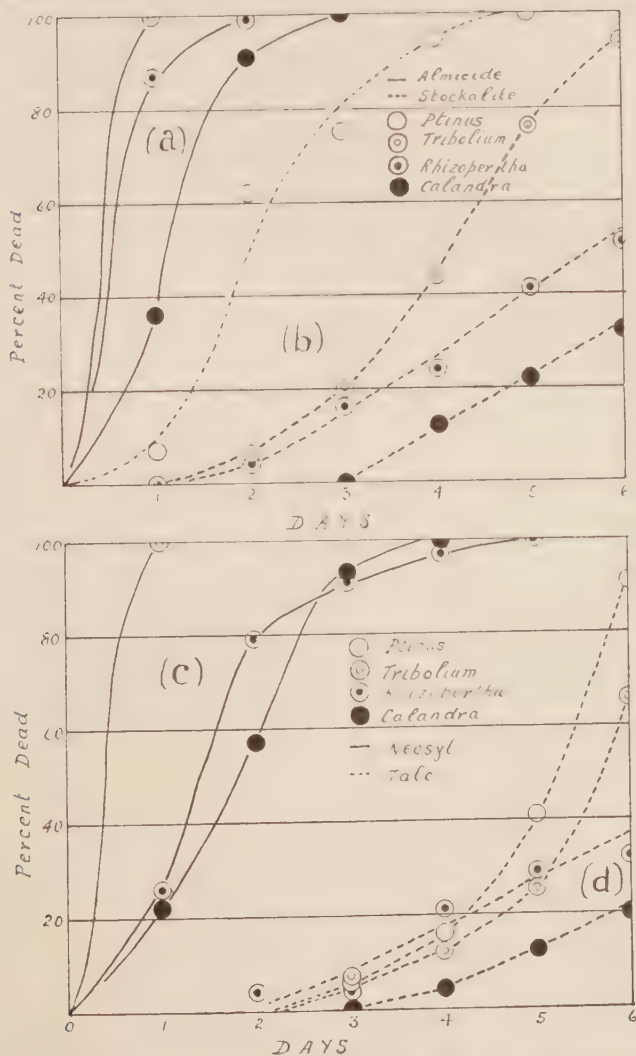 100
80
60
40
20
Percent Dead
(a)
(b)
Almicide
Stockalite
Ptinus
Tribolium
Rhizopertha
Calandra
1 2 3 4 5 6
DAYS
100
80
60
40
20
0
Percent Dead
(c)
(d)
Ptinus
Tribolium
Calandra
Neosyl
Talc
1 2 3 4 5 6
DAYS